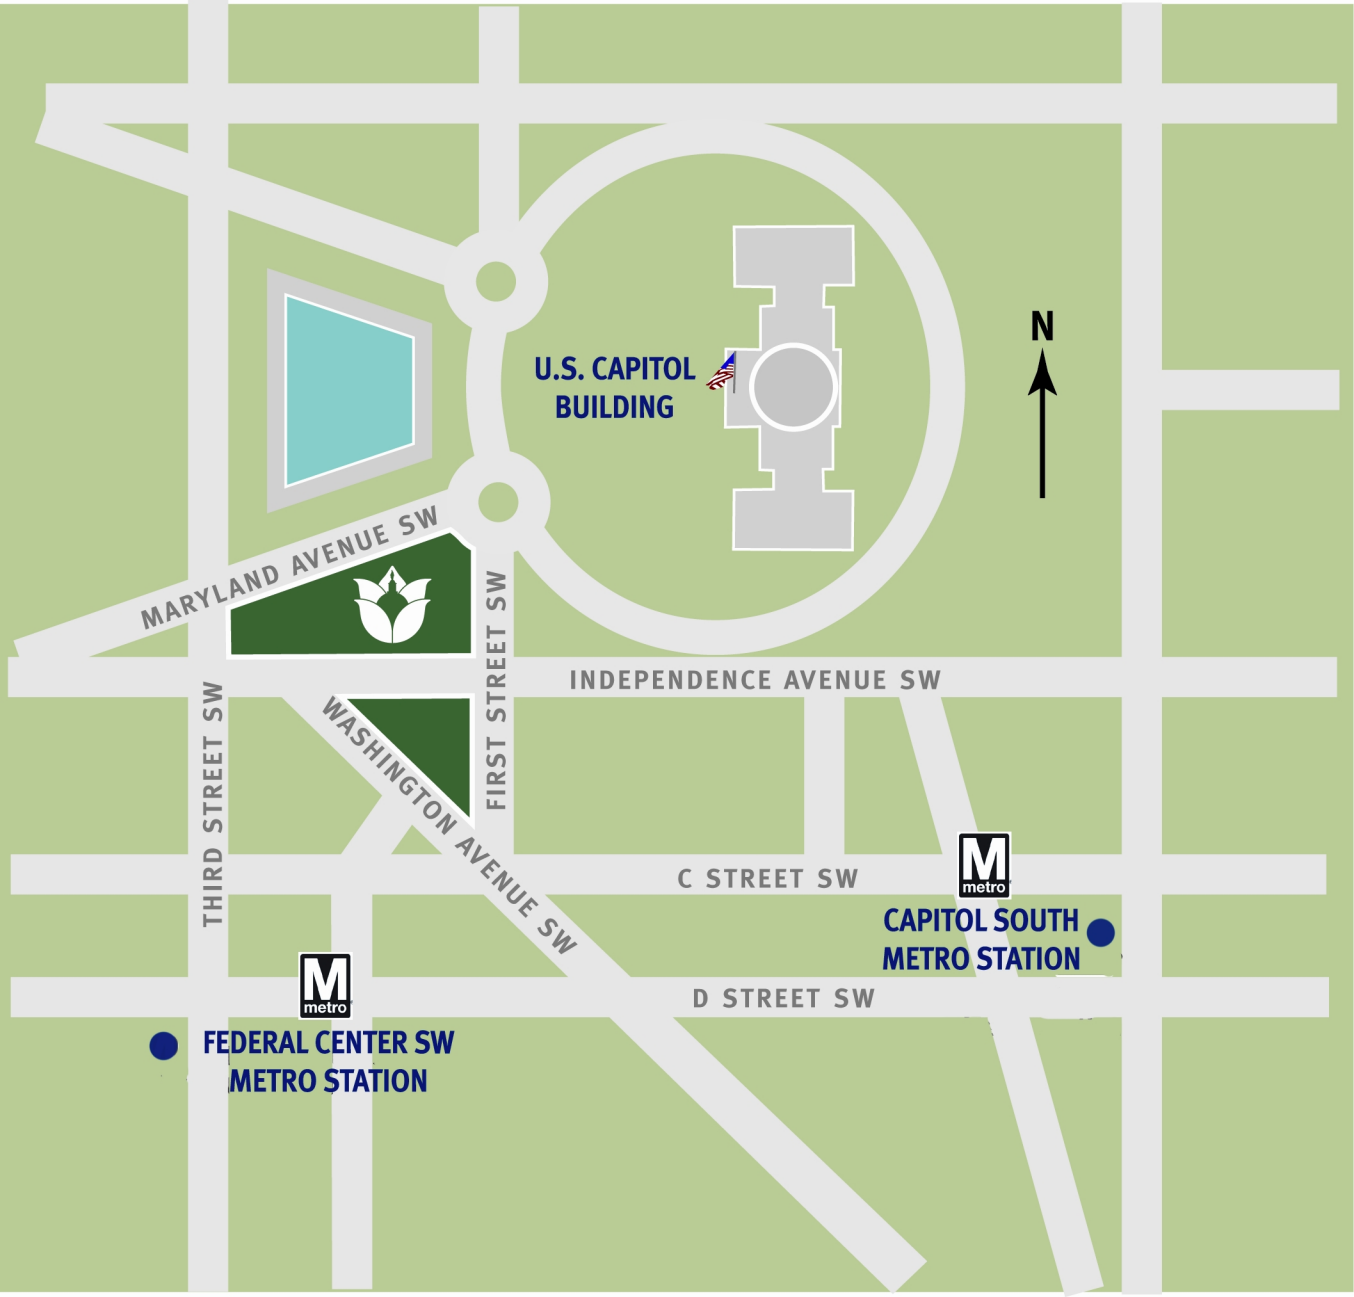 N
U.S. CAPITOL
BUILDING
MARYLAND AVENUE SW
FIRST STREET SW
INDEPENDENCE AVENUE SW
THIRD STREET SW
WASHINGTON AVENUE SW
C STREET SW
M
metro
CAPITOL SOUTH
METRO STATION
M
metro
D STREET SW
FEDERAL CENTER SW
METRO STATION